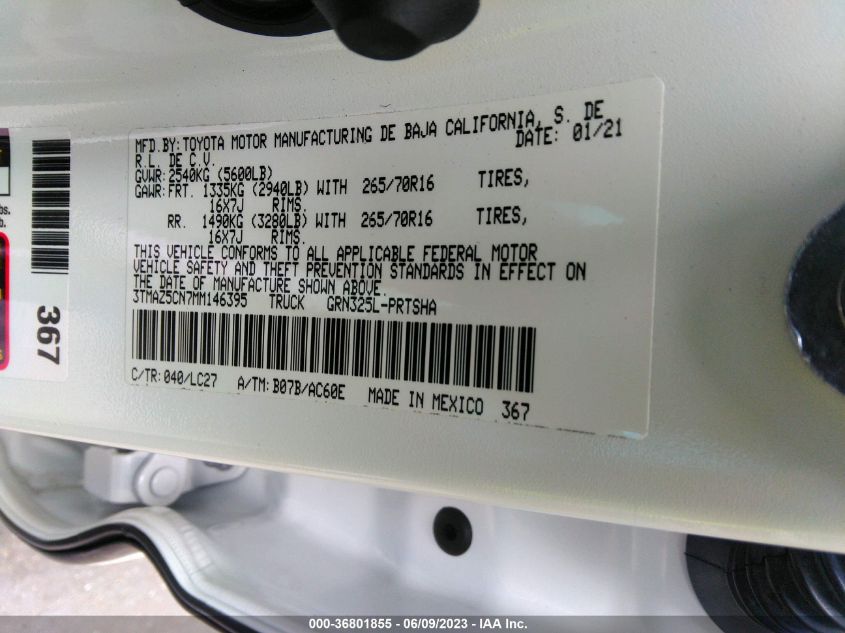 MFD.BY:TOYOTA MOTOR MANUFACTURING DE BAJA CALIFORNIA, S. DE
R.L. DE C.V. DATE: 01/21
GVWR:2540KG (5600LB)
GAWR:FRT. 1335KG (2940LB) WITH 265/70R16 TIRES,
16X7J RIMS.
RR. 1490KG (3280LB) WITH 265/70R16 TIRES,
16X7J RIMS.
THIS VEHICLE CONFORMS TO ALL APPLICABLE FEDERAL MOTOR
VEHICLE SAFETY AND THEFT PREVENTION STANDARDS IN EFFECT ON
THE DATE OF MANUFACTURE SHOWN ABOVE.
3TMAZ5CN7MM146395 TRUCK GRN325L-PRTSHA
C/TR:040/LC27 A/TM:B07B/AC60E MADE IN MEXICO 367
367
bs.
b.
000-36801855 - 06/09/2023 - IAA Inc.